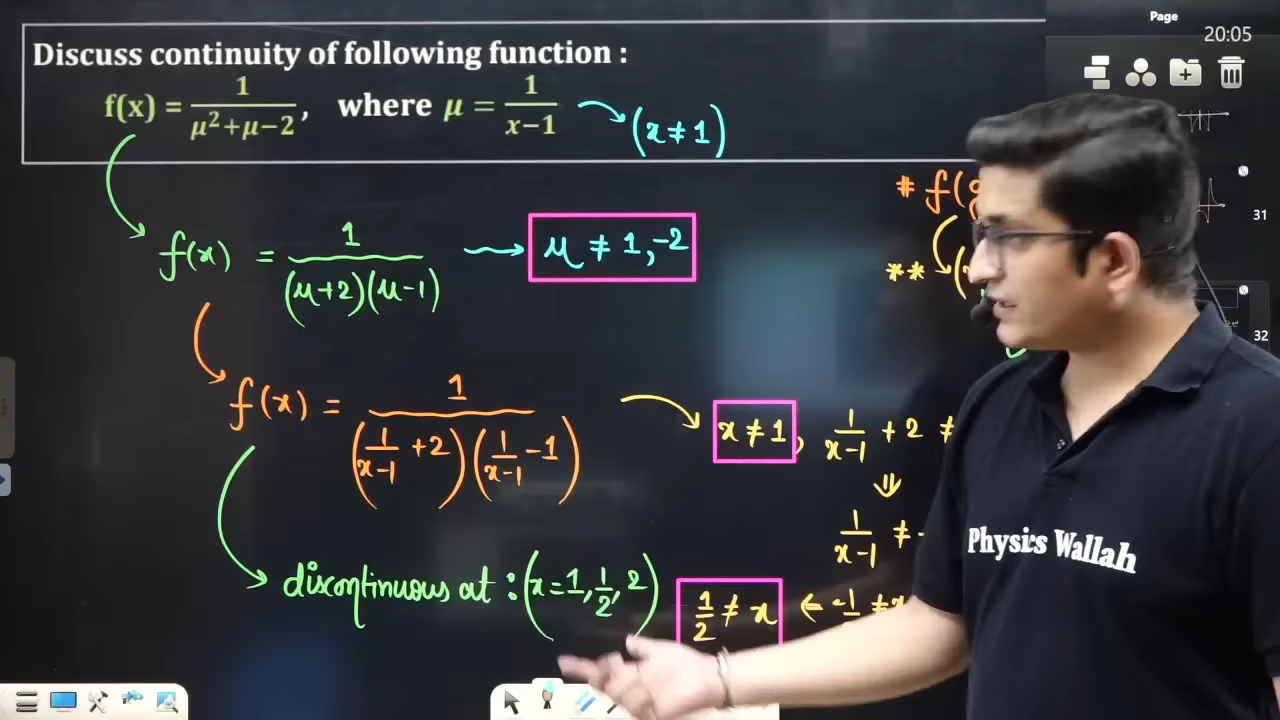 Page
20:05
Discuss continuity of following function :
f(x) = 1/(μ²+μ−2), where μ = 1/(x−1) (x ≠ 1)
* f(g
f(x) = 1/((μ+2)(μ-1)) → μ ≠ 1, -2
31
** (
f(x) = 1/((1/(x-1) + 2)(1/(x-1) - 1))
x ≠ 1, 1/(x-1) + 2 ≠
32
⇓
1/(x-1) ≠ -
discontinuous at : (x = 1, 1/2, 2)
1/2 ≠ x ←
Physics Wallah